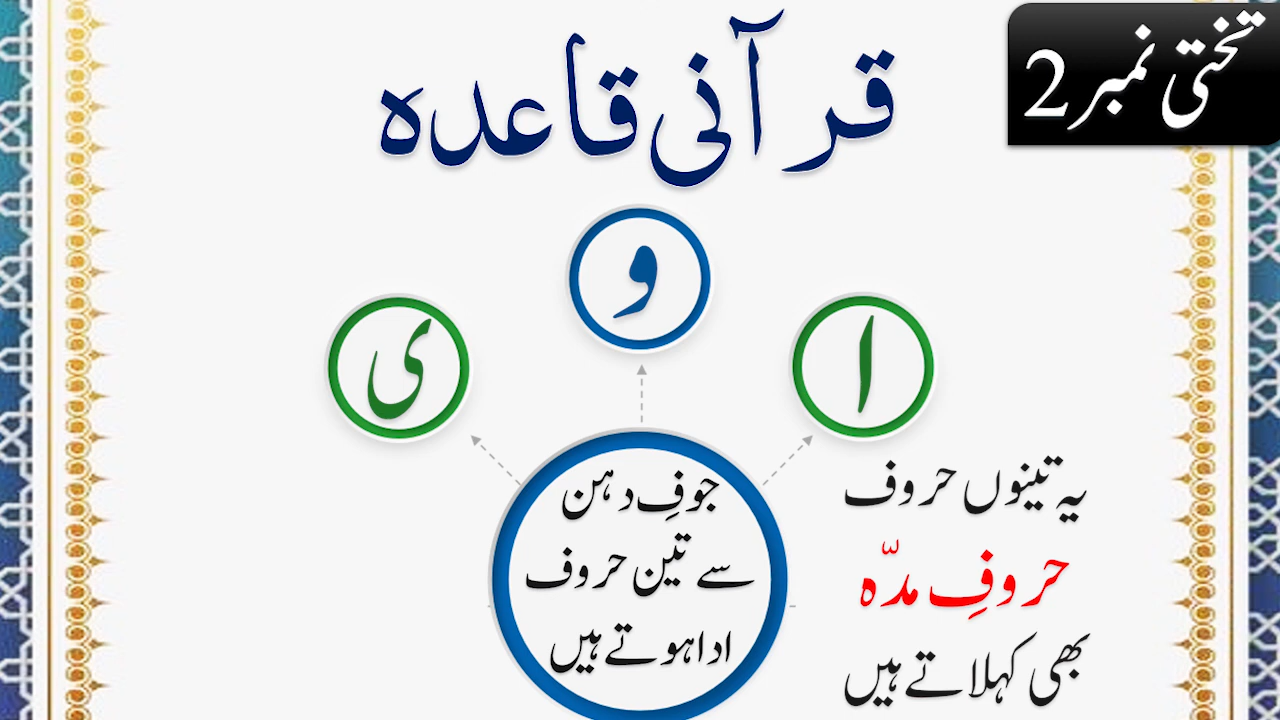 تختی نمبر 2
قرآنی قاعدہ
ا
و
ی
جوفِ دہن
سے تین حروف
ادا ہوتے ہیں
یہ تینوں حروف
حروفِ مدّہ
بھی کہلاتے ہیں